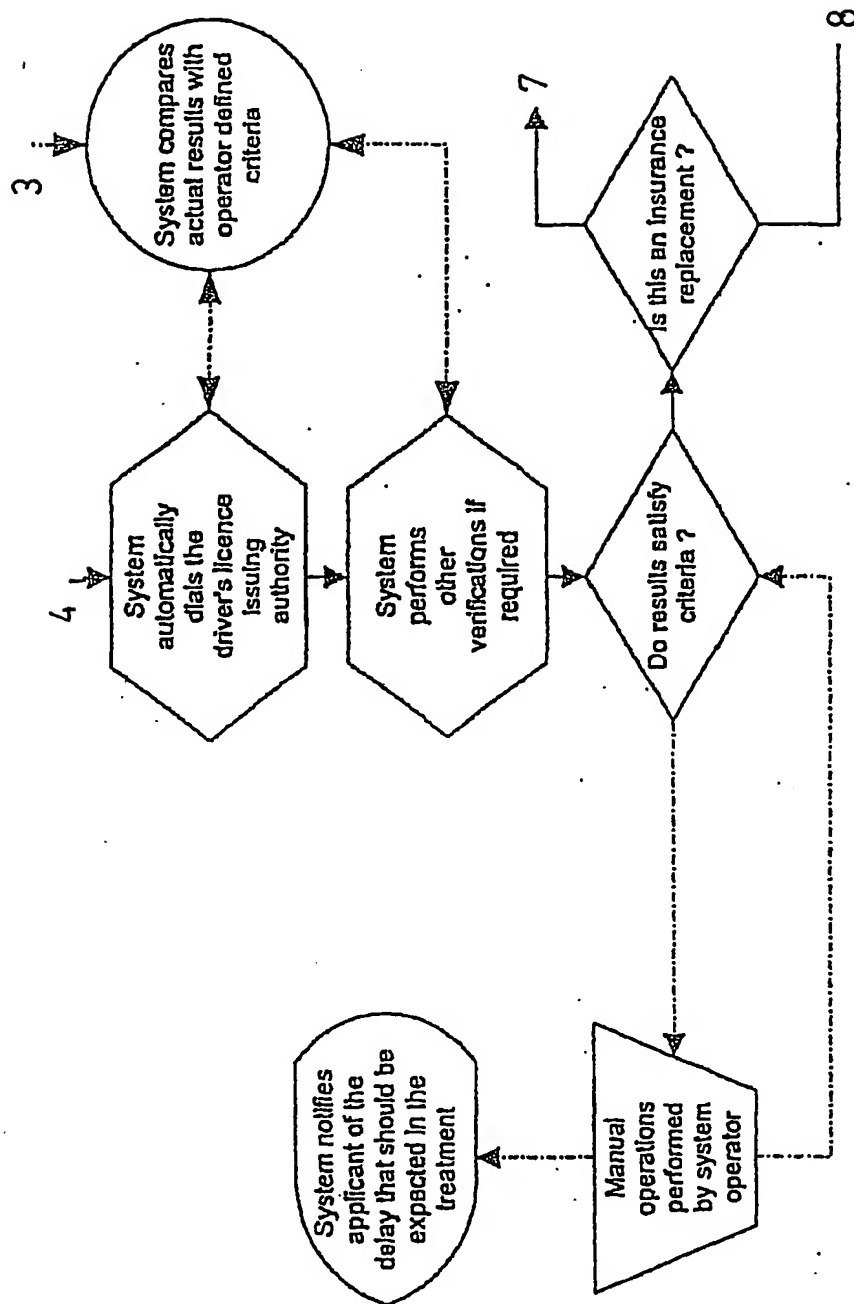 3
System compares
actual results with
operator defined
criteria
4
System
automatically
dials the
driver's licence
issuing
authority
System
performs
other
verifications if
required
Do results satisfy
criteria ?
Is this an insurance
replacement ?
7
8
System notifies
applicant of the
delay that should be
expected in the
treatment
Manual
operations
performed
by system
operator